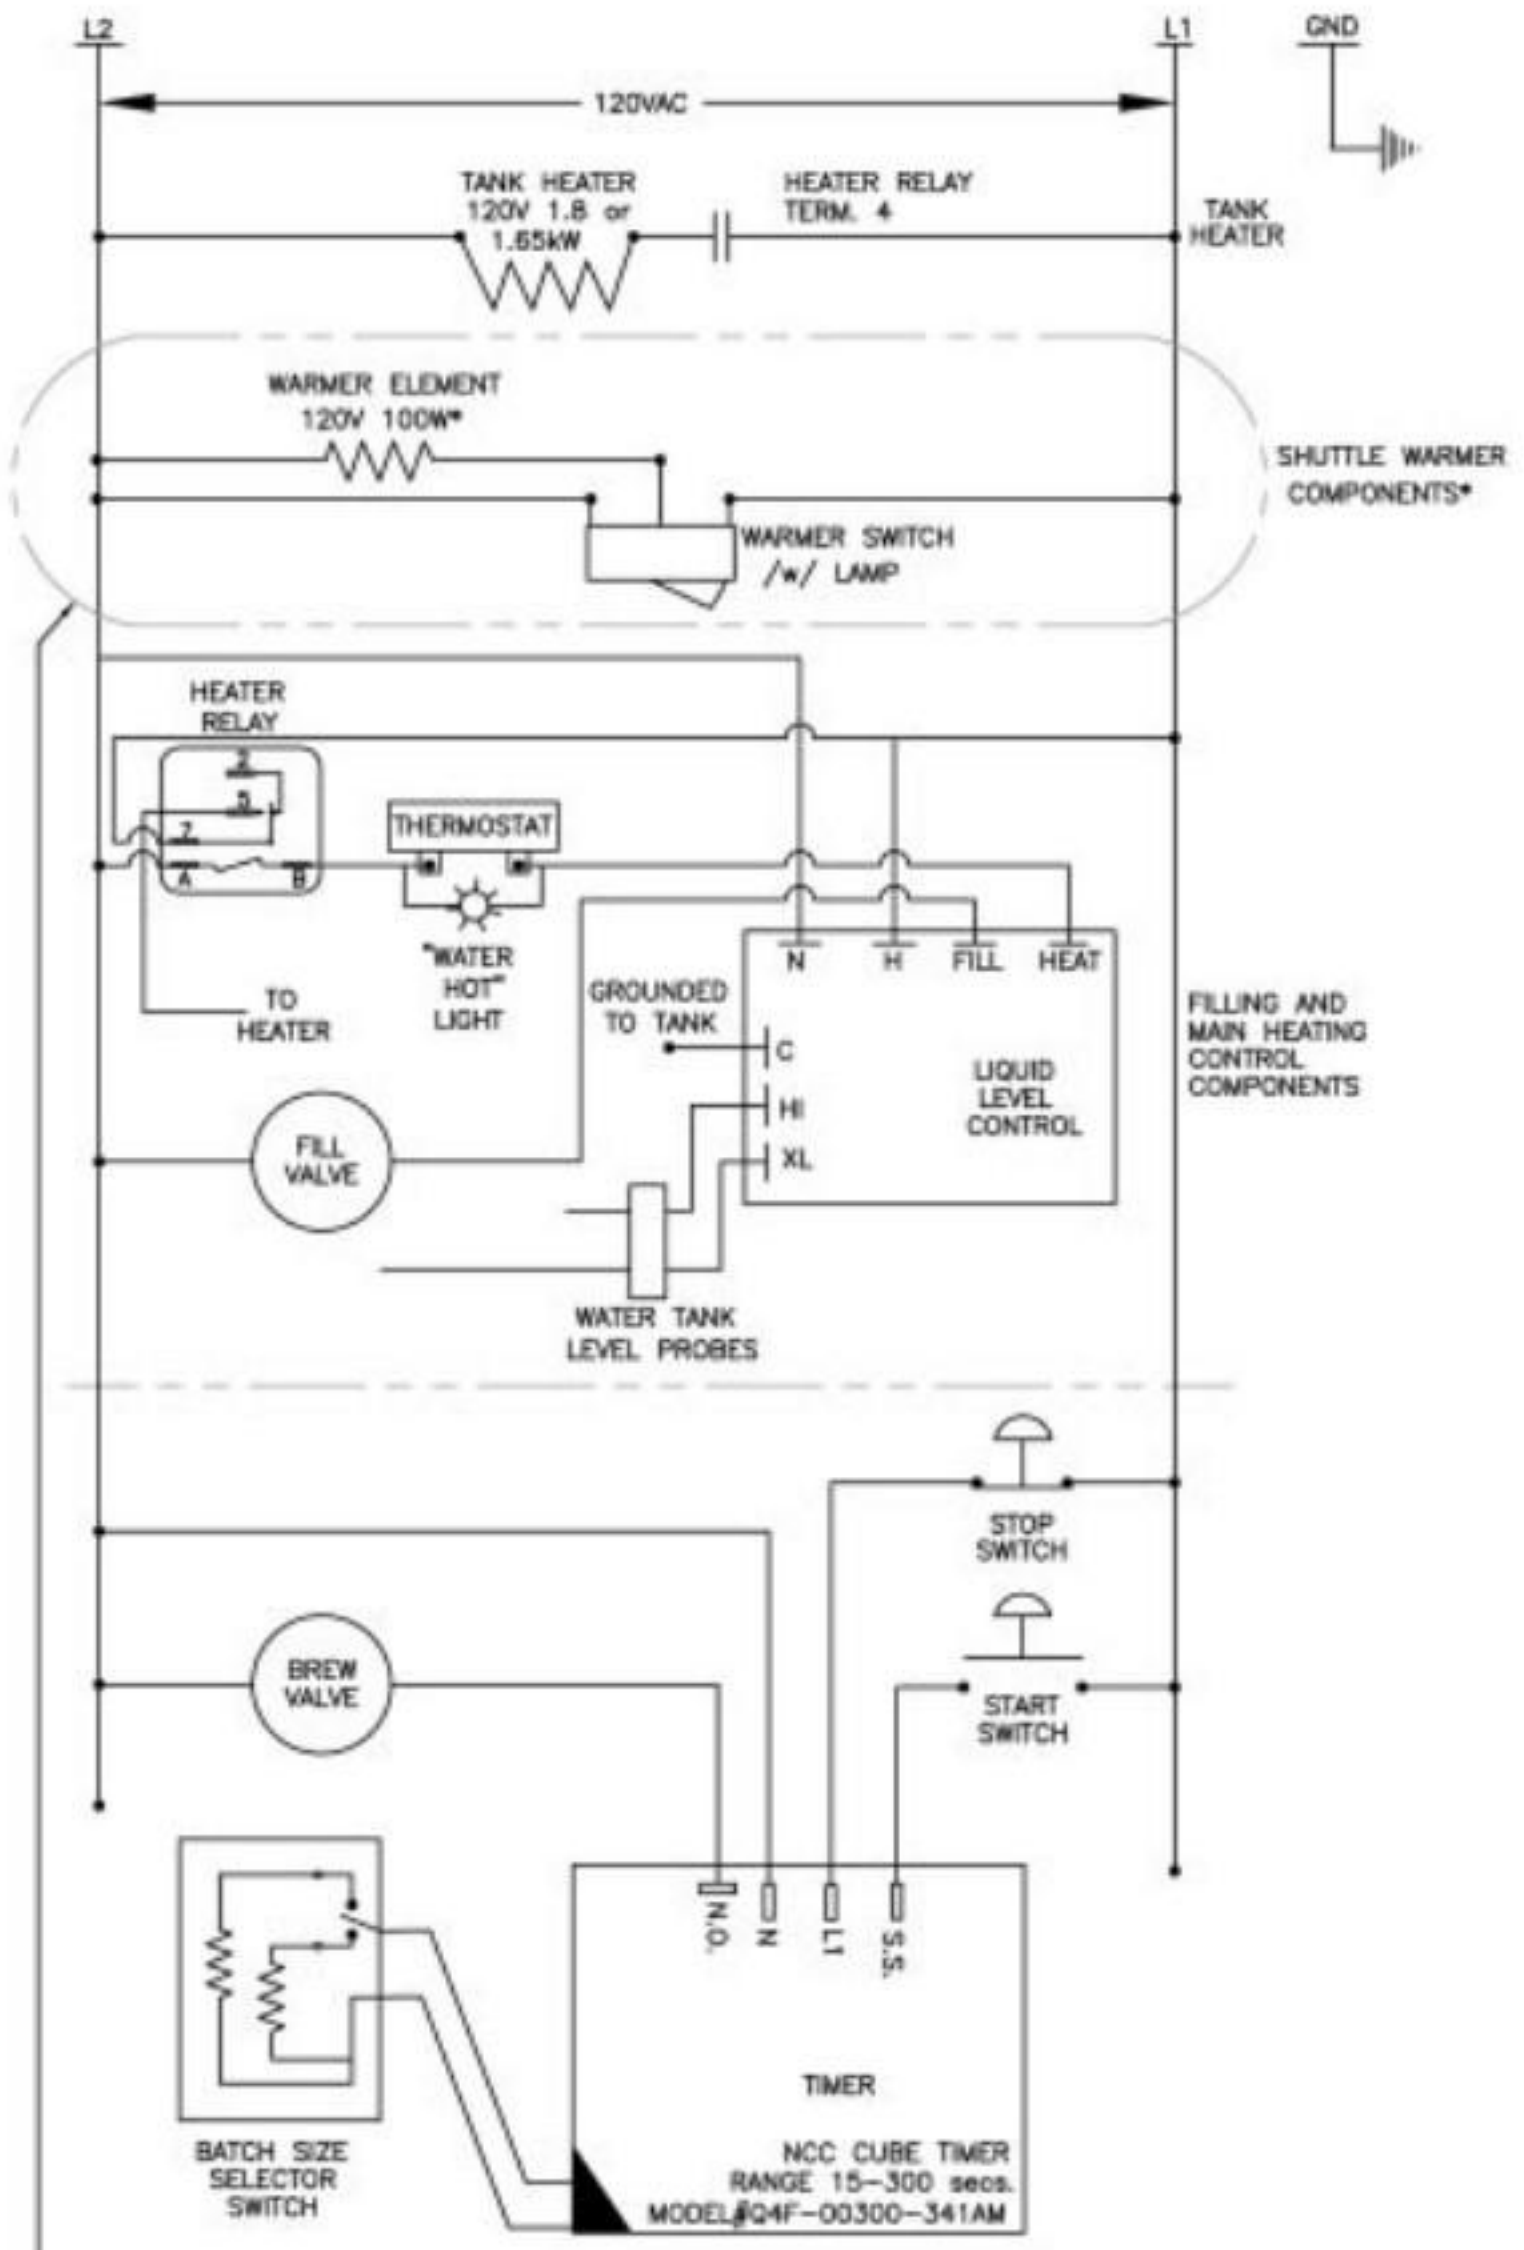 L2
L1
GND
120VAC
TANK HEATER
120V 1.8 or
1.65kW
HEATER RELAY
TERM. 4
TANK
HEATER
WARMER ELEMENT
120V 100W*
SHUTTLE WARMER
COMPONENTS*
WARMER SWITCH
/w/ LAMP
HEATER
RELAY
2
7
A
B
THERMOSTAT
"WATER
HOT"
LIGHT
TO
HEATER
N
H
FILL
HEAT
GROUNDED
TO TANK
C
HI
XL
LIQUID
LEVEL
CONTROL
FILLING AND
MAIN HEATING
CONTROL
COMPONENTS
FILL
VALVE
WATER TANK
LEVEL PROBES
STOP
SWITCH
START
SWITCH
BREW
VALVE
N.O.
N
L1
S.S.
TIMER
NCC CUBE TIMER
RANGE 15-300 secs.
MODEL#Q4F-00300-341AM
BATCH SIZE
SELECTOR
SWITCH